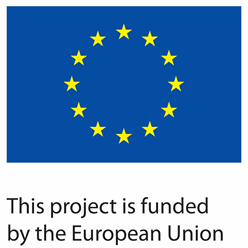 This project is funded
by the European Union